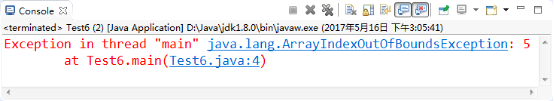 Console
<terminated> Test6 (2) [Java Application] D:\Java\jdk1.8.0\bin\javaw.exe (2017年5月16日 下午3:05:41)
Exception in thread "main" java.lang.ArrayIndexOutOfBoundsException: 5
at Test6.main(Test6.java:4)